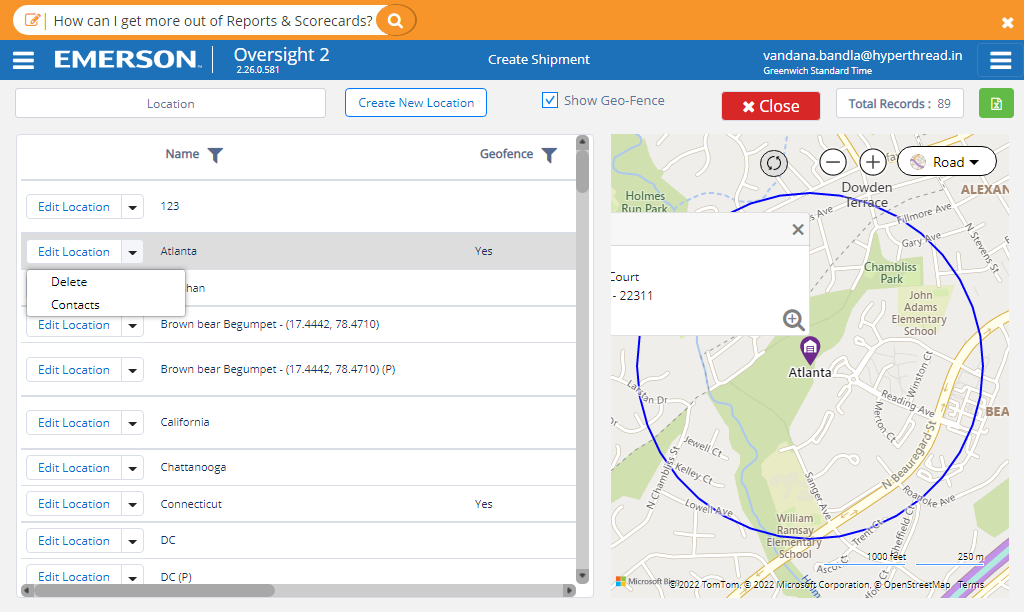 How can I get more out of Reports & Scorecards?
EMERSON
Oversight 2
2.26.0.581
Create Shipment
vandana.bandla@hyperthread.in
Greenwich Standard Time
Location
Create New Location
Show Geo-Fence
Close
Total Records : 89
Name
Geofence
Edit Location
123
Edit Location
Atlanta
Yes
Delete
Contacts
han
Edit Location
Brown bear Begumpet - (17.4442, 78.4710)
Edit Location
Brown bear Begumpet - (17.4442, 78.4710) (P)
Edit Location
California
Edit Location
Chattanooga
Edit Location
Connecticut
Yes
Edit Location
DC
Edit Location
DC (P)
Road
Holmes
Run Park
Dowden
Terrace
ALEXAN
s Ave
Fillmore Ave
Gary Ave
N Stevens St
Court
- 22311
Chambliss
Park
John
Adams
Elementary
School
Atlanta
Winston Ct
Reading Ave
Merton Ct
BEA
N Beauregard St
Jewell Ct
Kelley Ct
N Chambliss St
Lowell Ave
Sanger Ave
Roanoke Ave
William
Ramsay
Elementary
School
Trent Ct
Sheffield Ct
1000 feet
250 m
© 2022 TomTom, © 2022 Microsoft Corporation, © OpenStreetMap
Terms